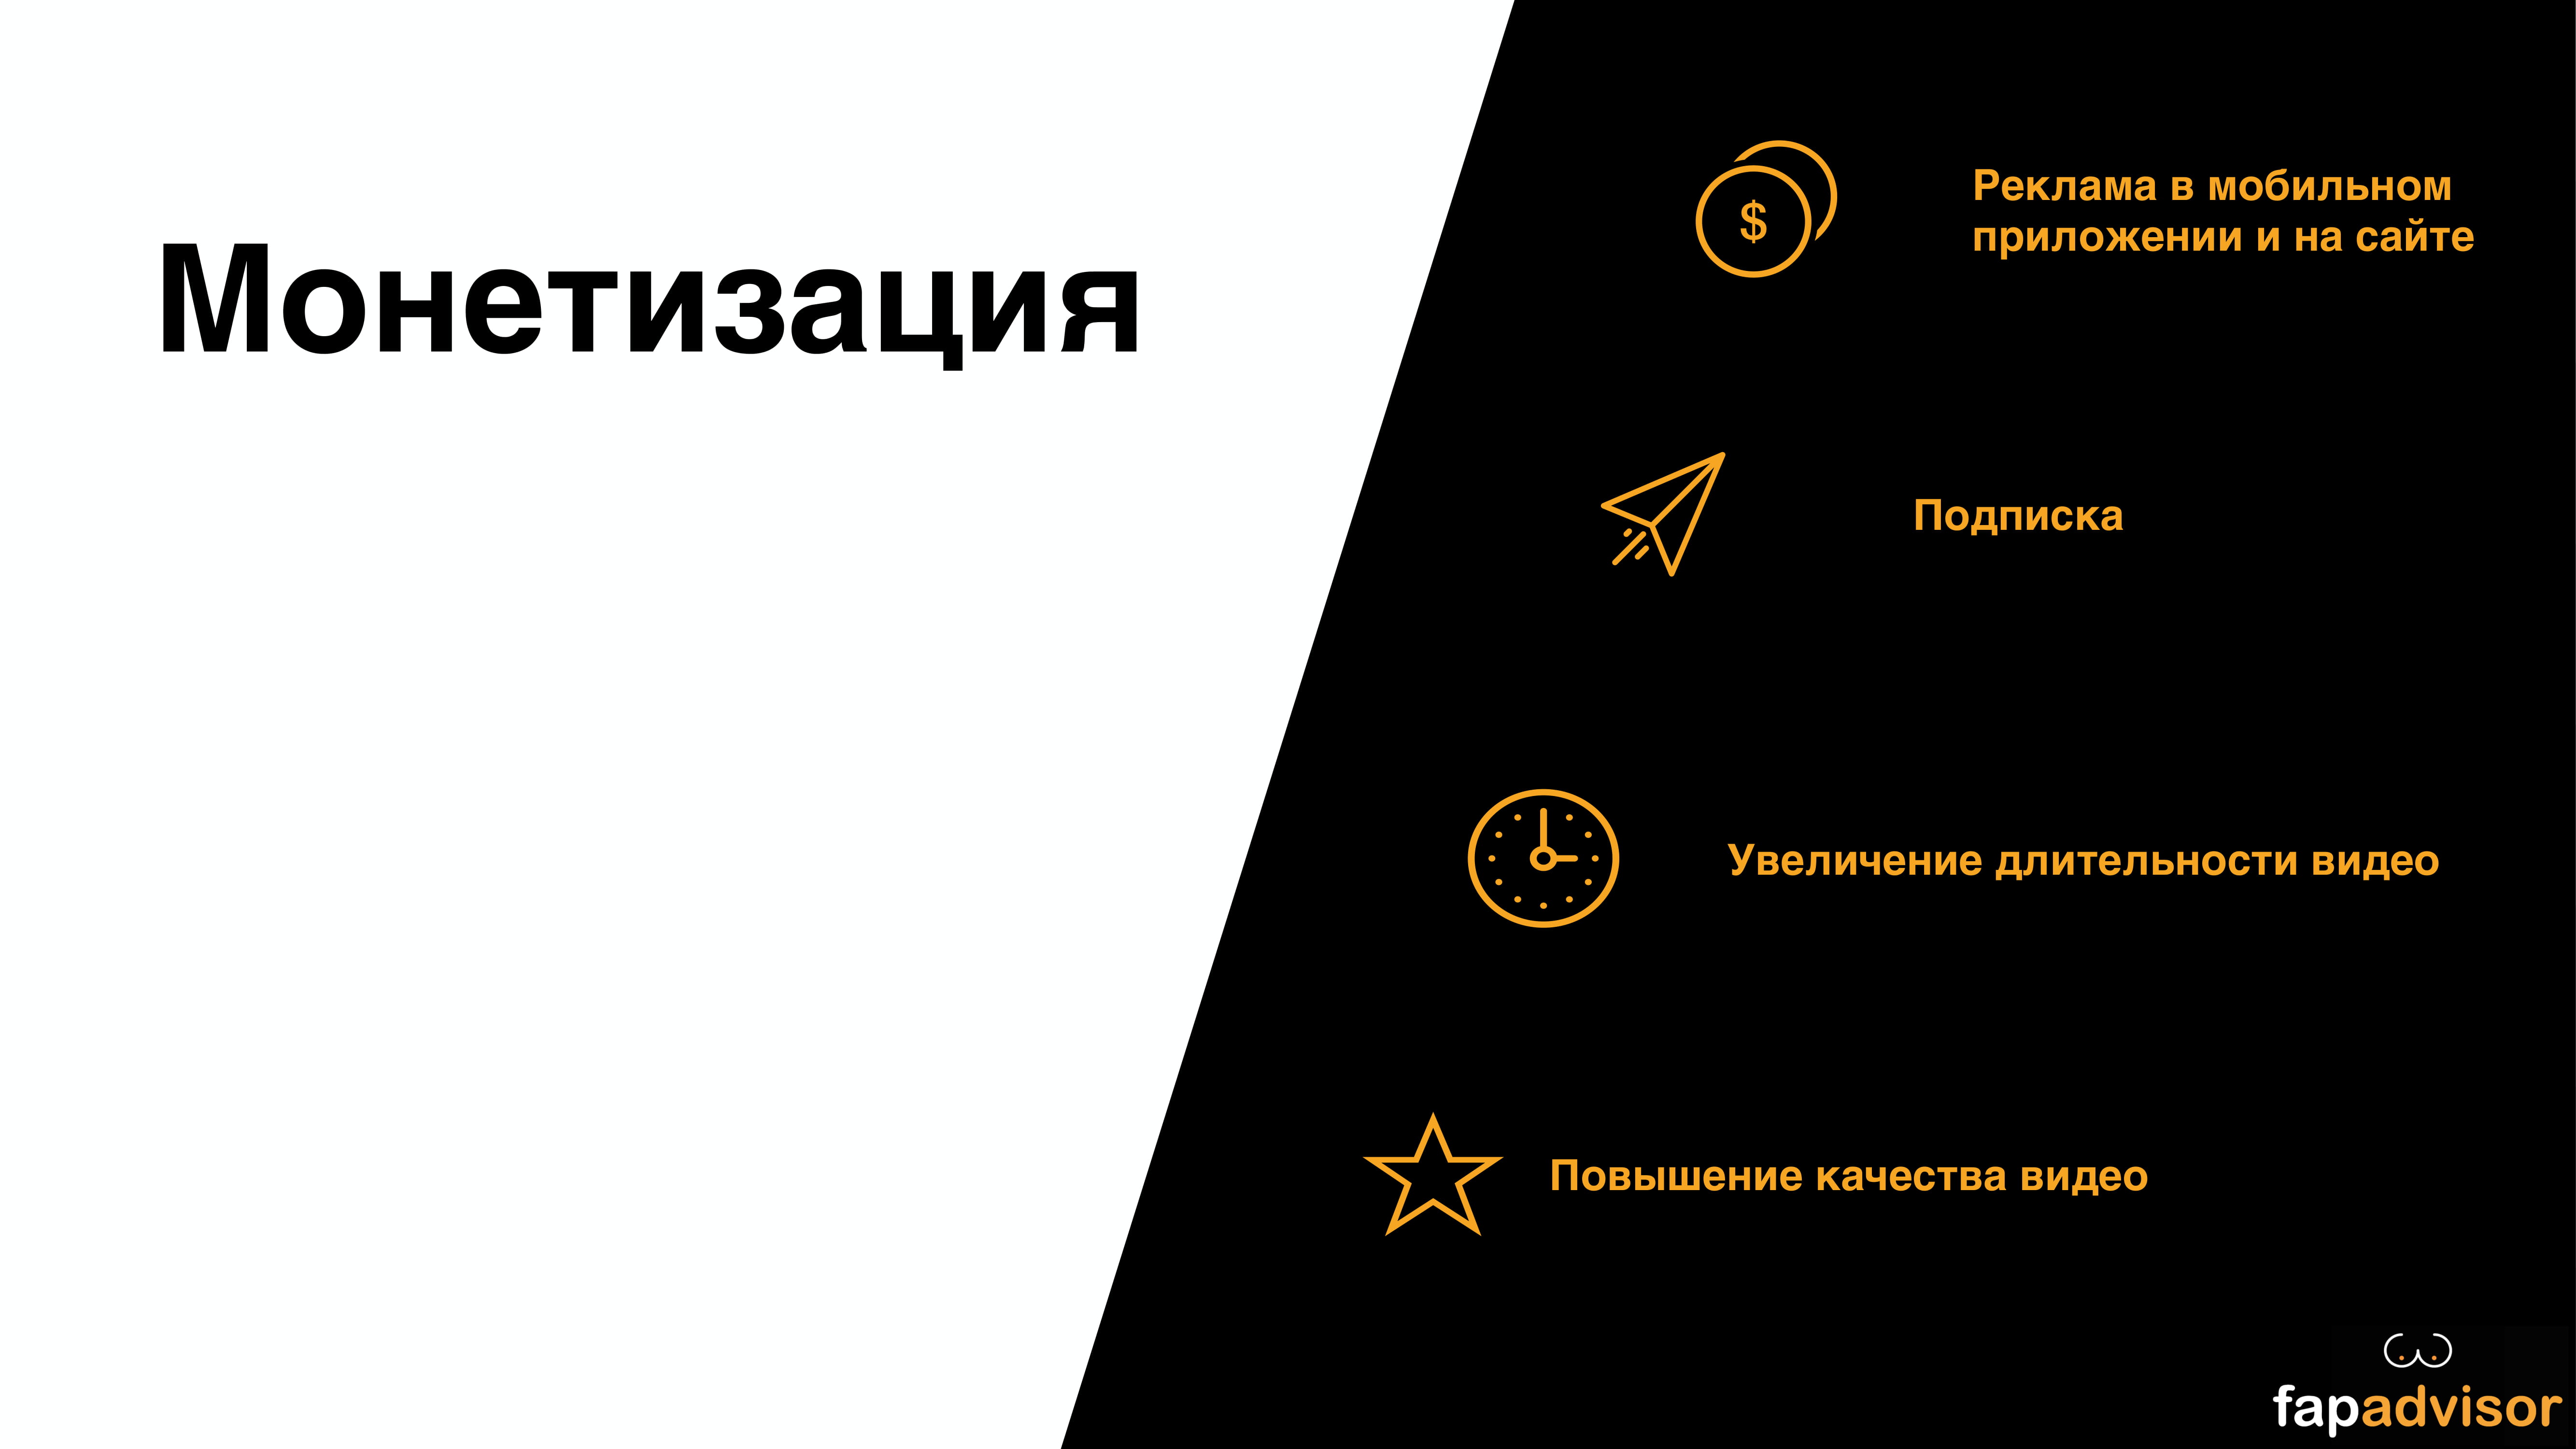 Монетизация
$
Реклама в мобильном
приложении и на сайте
Подписка
Увеличение длительности видео
Повышение качества видео
fapadvisor